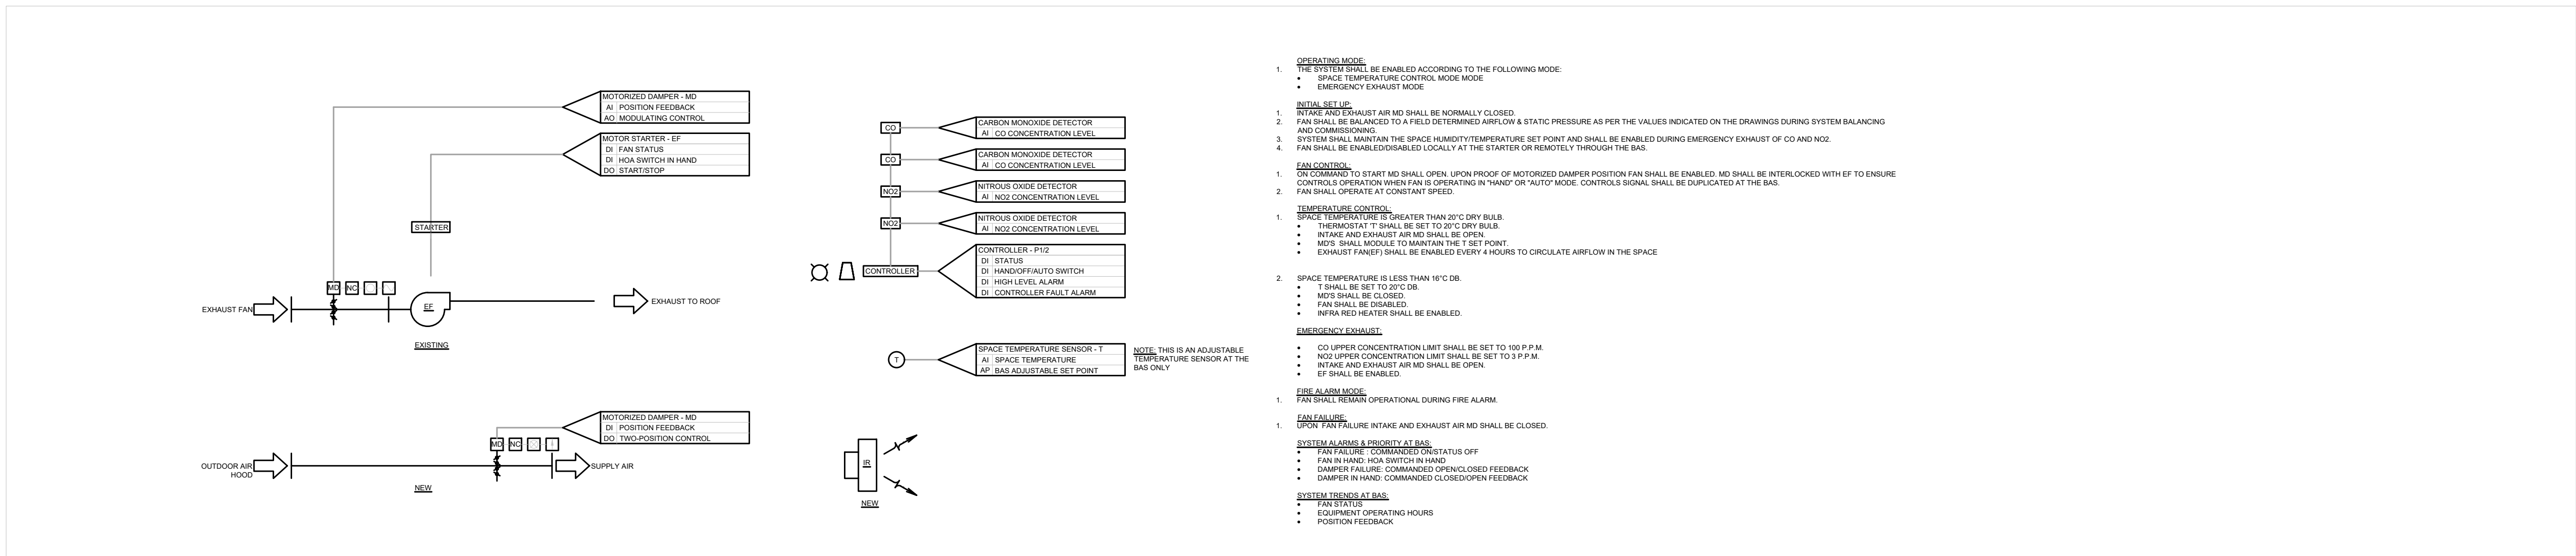 MOTORIZED DAMPER - MD
AI POSITION FEEDBACK
AO MODULATING CONTROL
MOTOR STARTER - EF
DI FAN STATUS
DI HOA SWITCH IN HAND
DO START/STOP
STARTER
MD NC
EXHAUST FAN
EF
EXHAUST TO ROOF
EXISTING
MOTORIZED DAMPER - MD
DI POSITION FEEDBACK
DO TWO-POSITION CONTROL
MD NC
OUTDOOR AIR
HOOD
SUPPLY AIR
NEW
CO
CARBON MONOXIDE DETECTOR
AI CO CONCENTRATION LEVEL
CO
CARBON MONOXIDE DETECTOR
AI CO CONCENTRATION LEVEL
NO2
NITROUS OXIDE DETECTOR
AI NO2 CONCENTRATION LEVEL
NO2
NITROUS OXIDE DETECTOR
AI NO2 CONCENTRATION LEVEL
CONTROLLER
CONTROLLER - P1/2
DI STATUS
DI HAND/OFF/AUTO SWITCH
DI HIGH LEVEL ALARM
DI CONTROLLER FAULT ALARM
T
SPACE TEMPERATURE SENSOR - T
AI SPACE TEMPERATURE
AP BAS ADJUSTABLE SET POINT
NOTE: THIS IS AN ADJUSTABLE
TEMPERATURE SENSOR AT THE
BAS ONLY
IR
NEW
OPERATING MODE:
1. THE SYSTEM SHALL BE ENABLED ACCORDING TO THE FOLLOWING MODE:
• SPACE TEMPERATURE CONTROL MODE MODE
• EMERGENCY EXHAUST MODE
INITIAL SET UP:
1. INTAKE AND EXHAUST AIR MD SHALL BE NORMALLY CLOSED.
2. FAN SHALL BE BALANCED TO A FIELD DETERMINED AIRFLOW & STATIC PRESSURE AS PER THE VALUES INDICATED ON THE DRAWINGS DURING SYSTEM BALANCING
AND COMMISSIONING.
3. SYSTEM SHALL MAINTAIN THE SPACE HUMIDITY/TEMPERATURE SET POINT AND SHALL BE ENABLED DURING EMERGENCY EXHAUST OF CO AND NO2.
4. FAN SHALL BE ENABLED/DISABLED LOCALLY AT THE STARTER OR REMOTELY THROUGH THE BAS.
FAN CONTROL:
1. ON COMMAND TO START MD SHALL OPEN. UPON PROOF OF MOTORIZED DAMPER POSITION FAN SHALL BE ENABLED. MD SHALL BE INTERLOCKED WITH EF TO ENSURE
CONTROLS OPERATION WHEN FAN IS OPERATING IN "HAND" OR "AUTO" MODE. CONTROLS SIGNAL SHALL BE DUPLICATED AT THE BAS.
2. FAN SHALL OPERATE AT CONSTANT SPEED.
TEMPERATURE CONTROL:
1. SPACE TEMPERATURE IS GREATER THAN 20°C DRY BULB.
• THERMOSTAT 'T' SHALL BE SET TO 20°C DRY BULB.
• INTAKE AND EXHAUST AIR MD SHALL BE OPEN.
• MD'S SHALL MODULE TO MAINTAIN THE T SET POINT.
• EXHAUST FAN(EF) SHALL BE ENABLED EVERY 4 HOURS TO CIRCULATE AIRFLOW IN THE SPACE
2. SPACE TEMPERATURE IS LESS THAN 16°C DB.
• T SHALL BE SET TO 20°C DB.
• MD'S SHALL BE CLOSED.
• FAN SHALL BE DISABLED.
• INFRA RED HEATER SHALL BE ENABLED.
EMERGENCY EXHAUST:
• CO UPPER CONCENTRATION LIMIT SHALL BE SET TO 100 P.P.M.
• NO2 UPPER CONCENTRATION LIMIT SHALL BE SET TO 3 P.P.M.
• INTAKE AND EXHAUST AIR MD SHALL BE OPEN.
• EF SHALL BE ENABLED.
FIRE ALARM MODE:
1. FAN SHALL REMAIN OPERATIONAL DURING FIRE ALARM.
FAN FAILURE:
1. UPON FAN FAILURE INTAKE AND EXHAUST AIR MD SHALL BE CLOSED.
SYSTEM ALARMS & PRIORITY AT BAS:
• FAN FAILURE : COMMANDED ON/STATUS OFF
• FAN IN HAND: HOA SWITCH IN HAND
• DAMPER FAILURE: COMMANDED OPEN/CLOSED FEEDBACK
• DAMPER IN HAND: COMMANDED CLOSED/OPEN FEEDBACK
SYSTEM TRENDS AT BAS:
• FAN STATUS
• EQUIPMENT OPERATING HOURS
• POSITION FEEDBACK